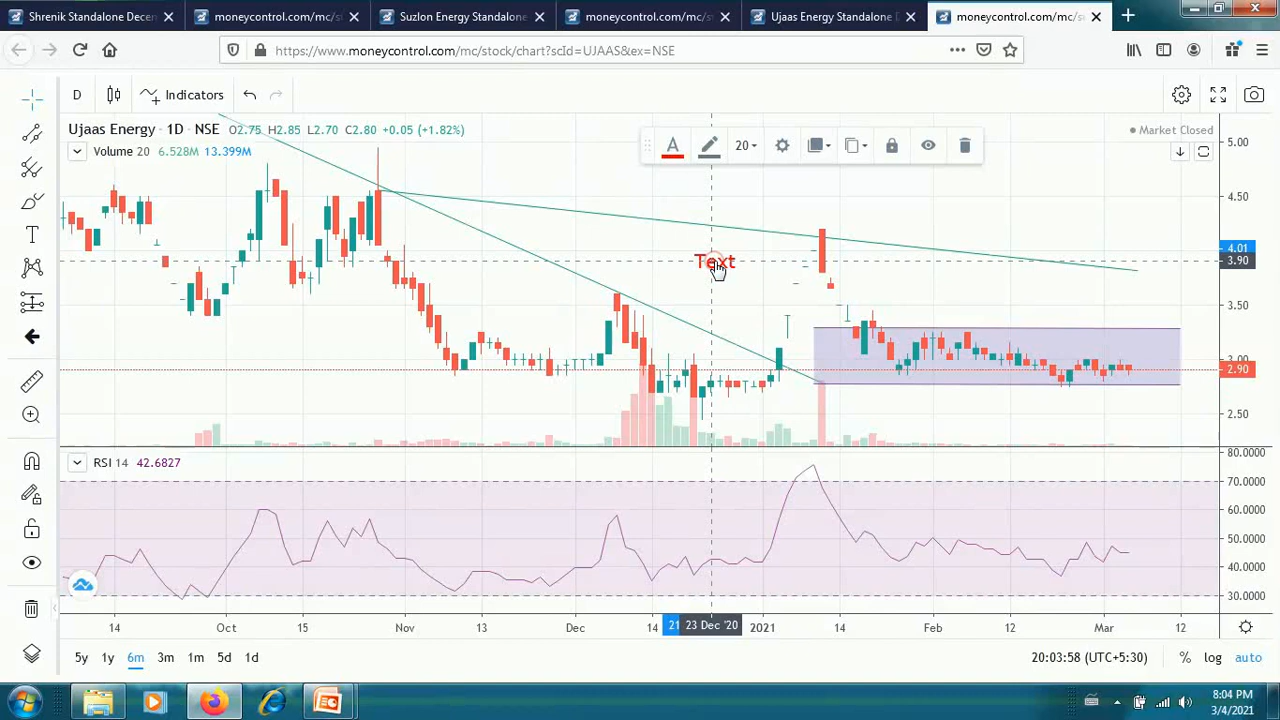 Shrenik Standalone Decem
moneycontrol.com/mc/stock/
Suzlon Energy Standalone
moneycontrol.com/mc/stoc
Ujaas Energy Standalone D
moneycontrol.com/mc/s
https://www.moneycontrol.com/mc/stock/chart?scId=UJAAS&ex=NSE
D Indicators
Ujaas Energy · 1D · NSE O2.75 H2.85 L2.70 C2.80 +0.05 (+1.82%)
Market Closed
Volume 20 6.528M 13.399M
A 20
Text
5.00
4.50
4.01
3.90
3.50
3.00
2.90
2.50
RSI 14 42.6827
80.0000
70.0000
60.0000
50.0000
40.0000
30.0000
14 Oct 15 Nov 13 Dec 14 21 23 Dec '20 2021 14 Feb 12 Mar 12
5y 1y 6m 3m 1m 5d 1d 20:03:58 (UTC+5:30) % log auto
8:04 PM
3/4/2021